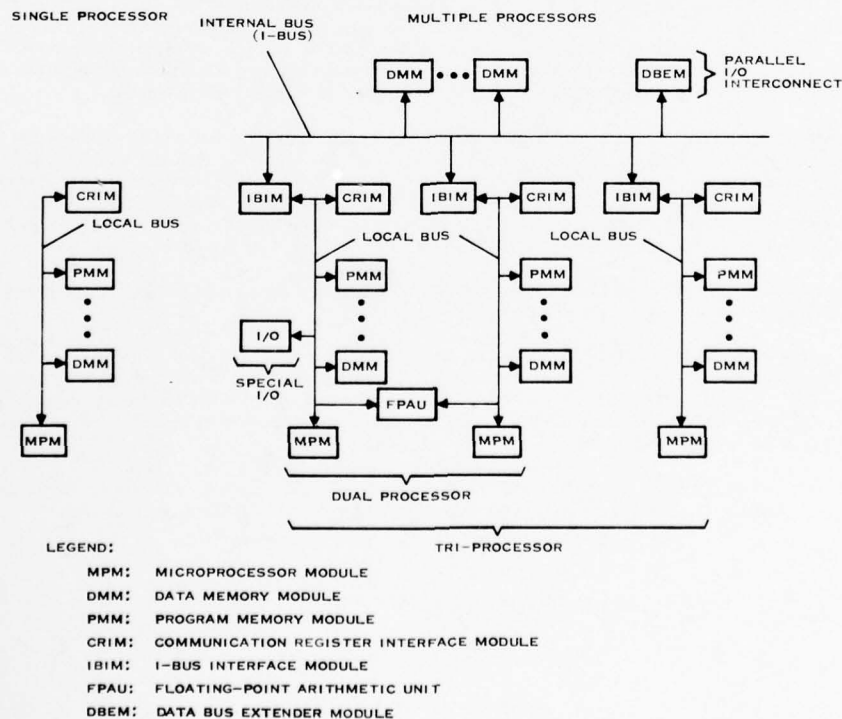 SINGLE PROCESSOR
INTERNAL BUS
(I-BUS)
MULTIPLE PROCESSORS
DMM
DMM
DBEM
PARALLEL
I/O
INTERCONNECT
CRIM
IBIM
CRIM
IBIM
CRIM
IBIM
CRIM
LOCAL BUS
LOCAL BUS
LOCAL BUS
PMM
PMM
PMM
PMM
I/O
SPECIAL
I/O
DMM
DMM
DMM
DMM
FPAU
MPM
MPM
MPM
MPM
DUAL PROCESSOR
TRI-PROCESSOR
LEGEND:
MPM: MICROPROCESSOR MODULE
DMM: DATA MEMORY MODULE
PMM: PROGRAM MEMORY MODULE
CRIM: COMMUNICATION REGISTER INTERFACE MODULE
IBIM: I-BUS INTERFACE MODULE
FPAU: FLOATING-POINT ARITHMETIC UNIT
DBEM: DATA BUS EXTENDER MODULE